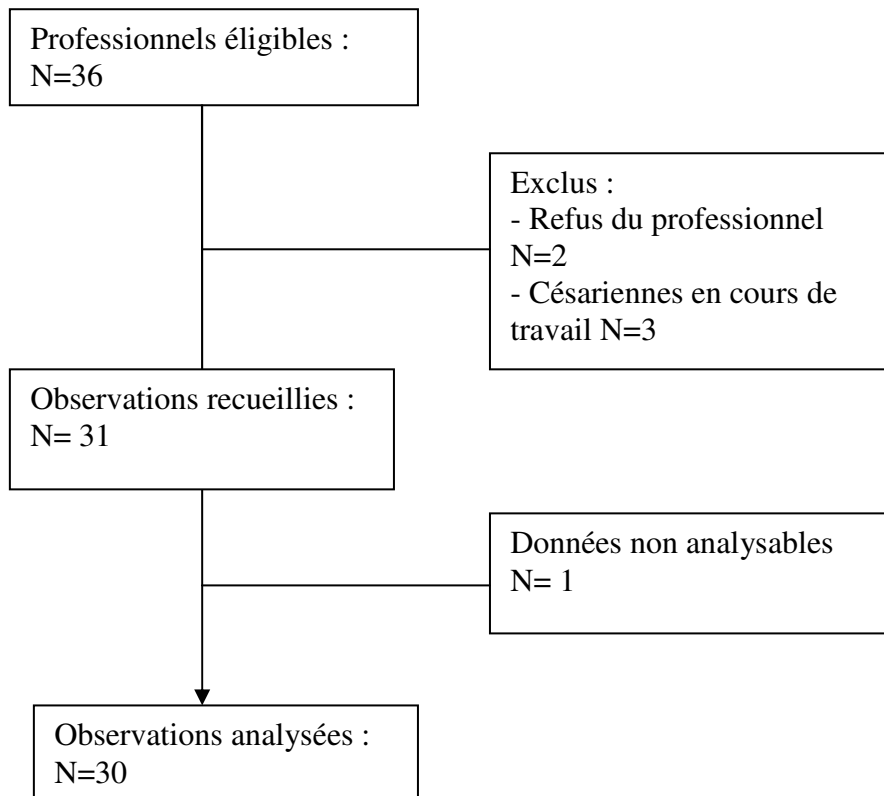 Professionnels éligibles :
N=36
Exclus :
- Refus du professionnel
N=2
- Césariennes en cours de
travail N=3
Observations recueillies :
N= 31
Données non analysables
N= 1
Observations analysées :
N=30